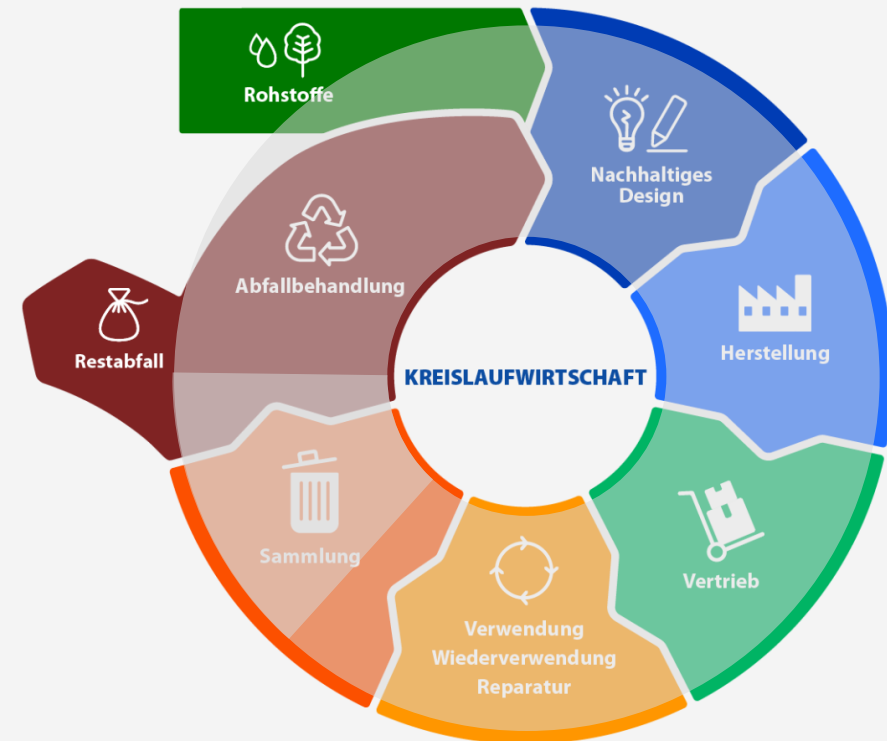 Rohstoffe
Nachhaltiges
Design
Abfallbehandlung
Restabfall
Herstellung
KREISLAUFWIRTSCHAFT
Sammlung
Vertrieb
Verwendung
Wiederverwendung
Reparatur